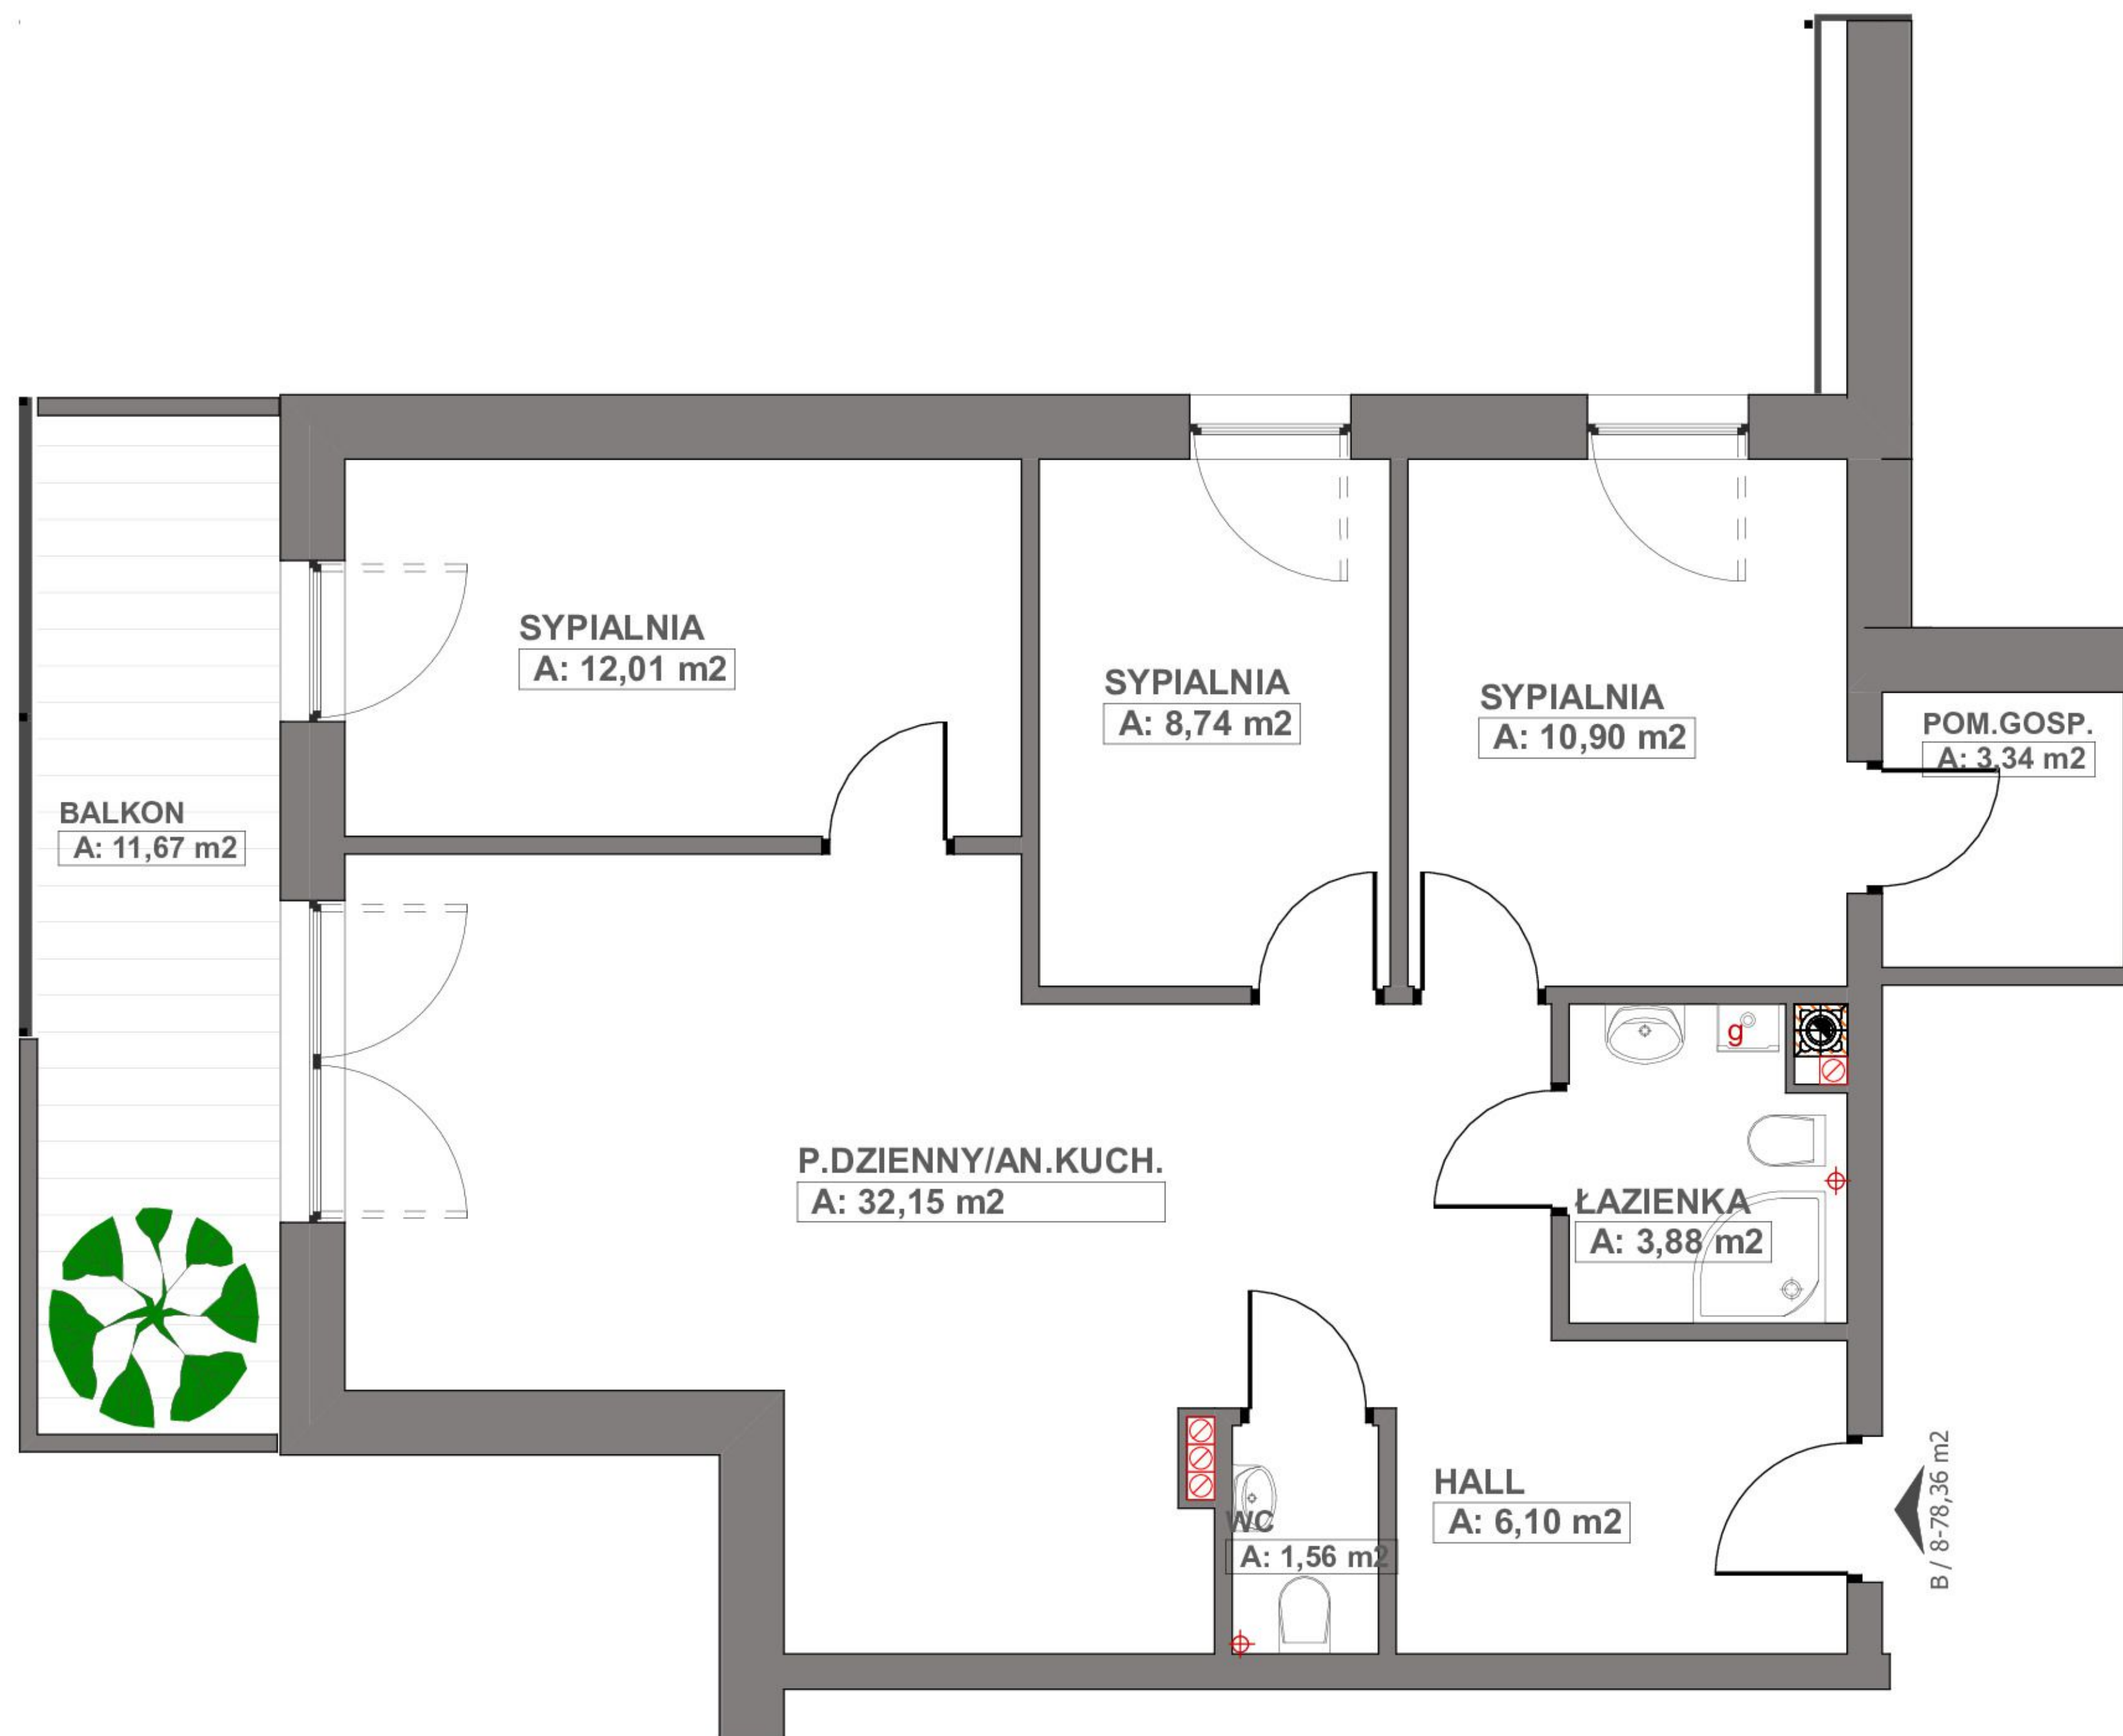 SYPIALNIA
A: 12,01 m2
SYPIALNIA
A: 8,74 m2
SYPIALNIA
A: 10,90 m2
POM.GOSP.
A: 3,34 m2
BALKON
A: 11,67 m2
g
P.DZIENNY/AN.KUCH.
A: 32,15 m2
ŁAZIENKA
A: 3,88 m2
HALL
A: 6,10 m2
WC
A: 1,56 m2
B / 8-78,36 m2